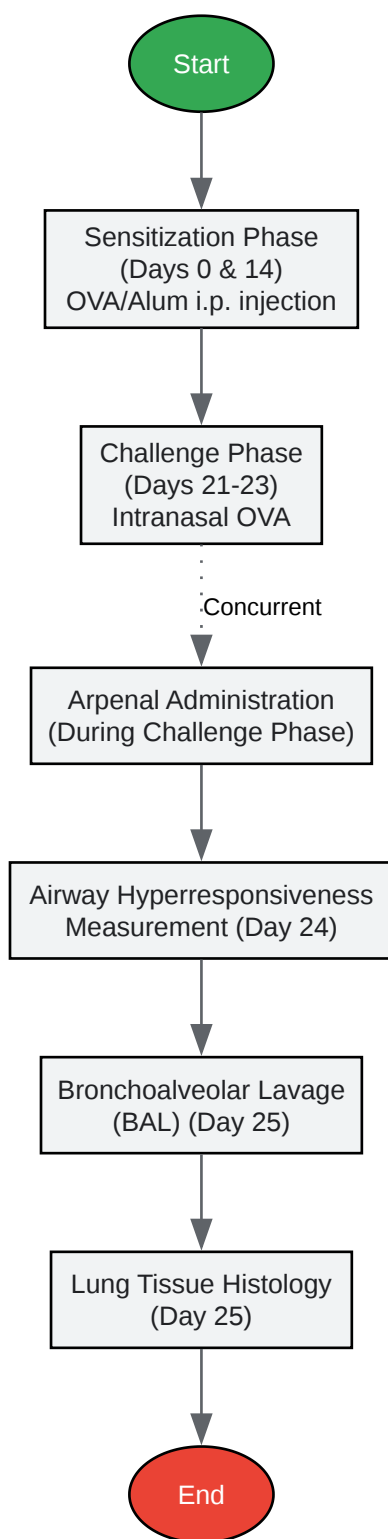 Start
Sensitization Phase
(Days 0 & 14)
OVA/Alum i.p. injection
Challenge Phase
(Days 21-23)
Intranasal OVA
Concurrent
Arpenal Administration
(During Challenge Phase)
Airway Hyperresponsiveness
Measurement (Day 24)
Bronchoalveolar Lavage
(BAL) (Day 25)
Lung Tissue Histology
(Day 25)
End